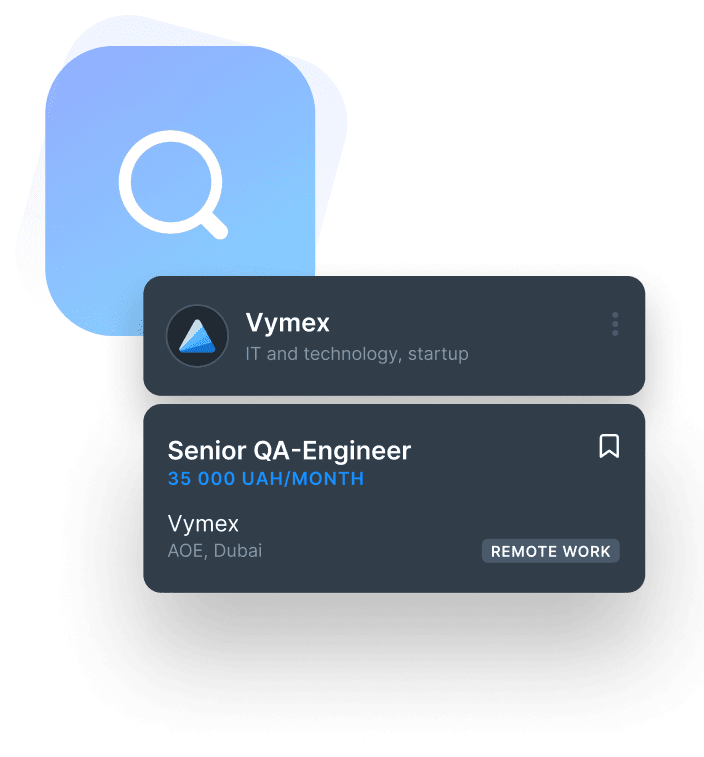 Vymex
IT and technology, startup
Senior QA-Engineer
35 000 UAH/MONTH
Vymex
AOE, Dubai
REMOTE WORK